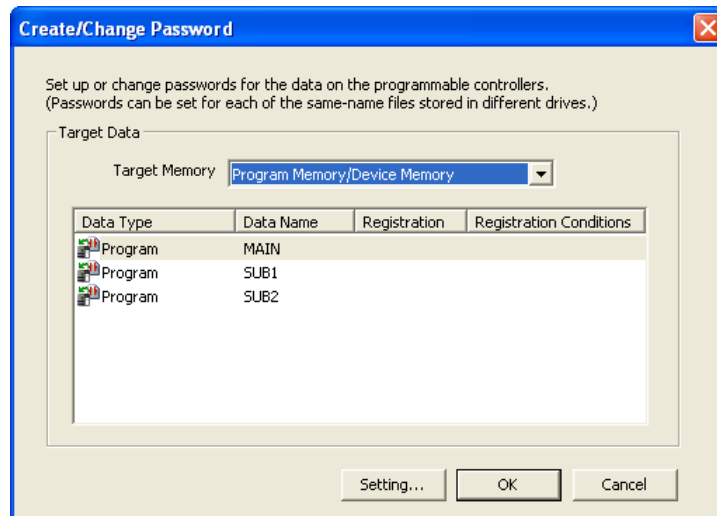 Create/Change Password
Set up or change passwords for the data on the programmable controllers.
(Passwords can be set for each of the same-name files stored in different drives.)
Target Data
Target Memory Program Memory/Device Memory
Data Type Data Name Registration Registration Conditions
Program MAIN
Program SUB1
Program SUB2
Setting... OK Cancel